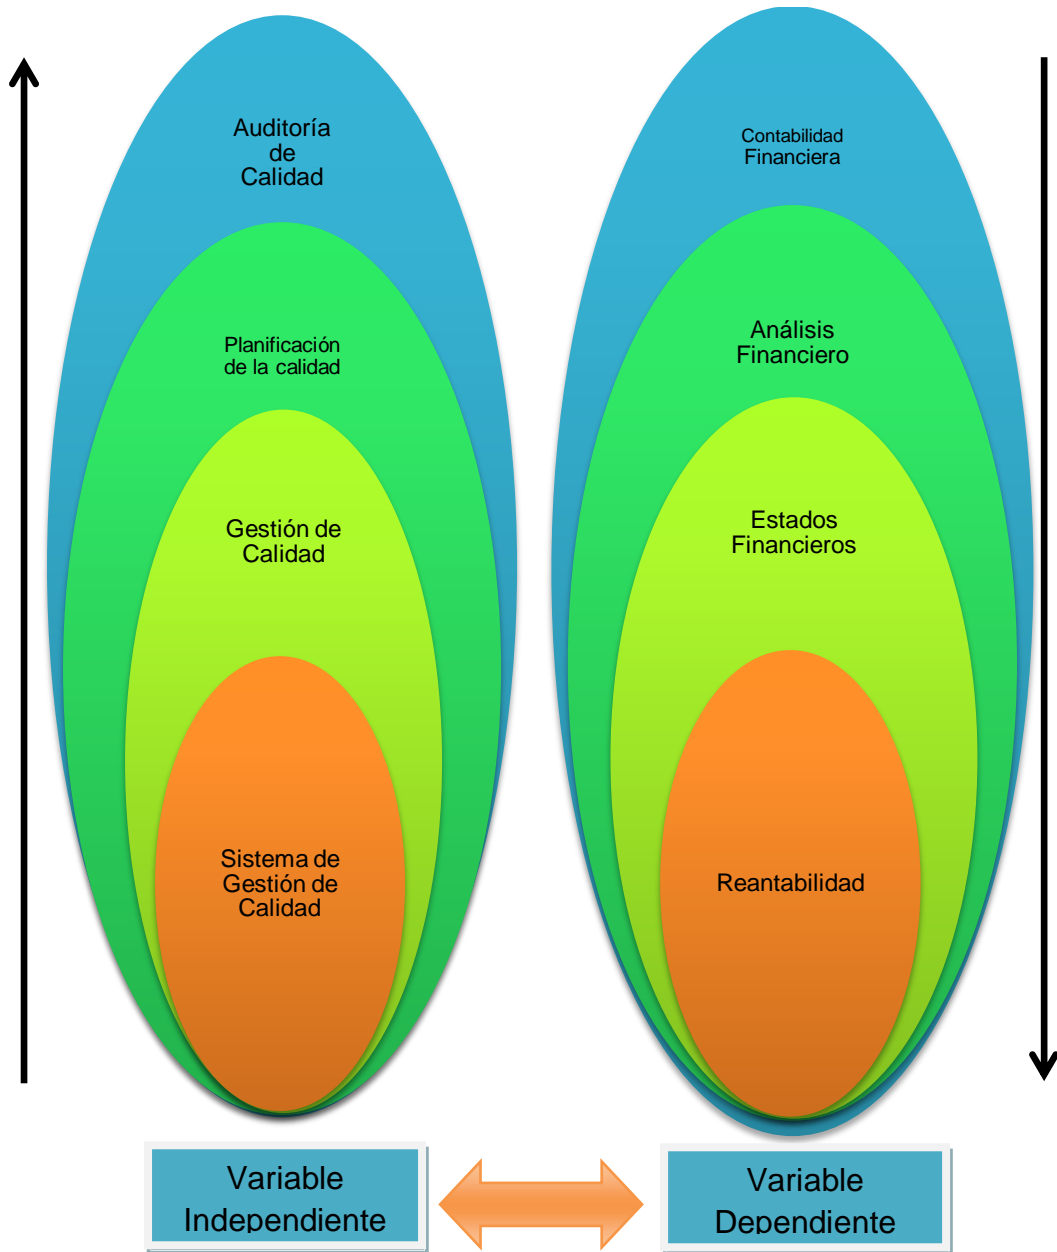 Auditoría
de
Calidad
Planificación
de la calidad
Gestión de
Calidad
Sistema de
Gestión de
Calidad
Variable
Independiente
Contabilidad
Financiera
Análisis
Financiero
Estados
Financieros
Reantabilidad
Variable
Dependiente